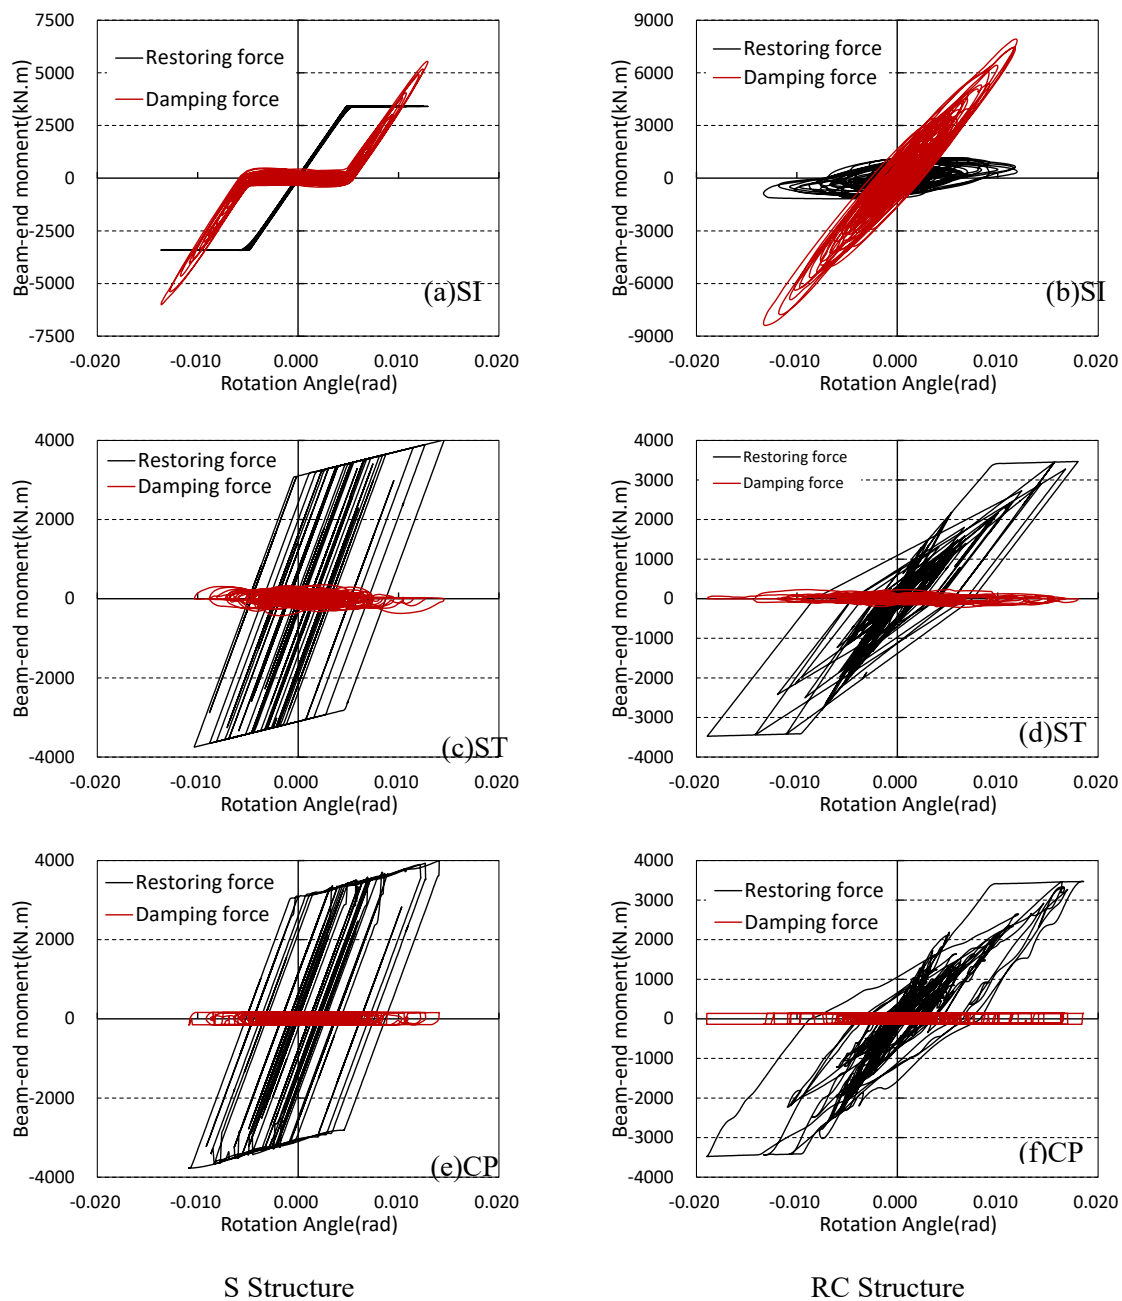 7500
5000
2500
0
-2500
-5000
-7500
Beam-end moment(kN.m)
Restoring force
Damping force
(a)SI
-0.020 -0.010 0.000 0.010 0.020
Rotation Angle(rad)
9000
6000
3000
0
-3000
-6000
-9000
Beam-end moment(kN.m)
Restoring force
Damping force
(b)SI
-0.020 -0.010 0.000 0.010 0.020
Rotation Angle(rad)
4000
2000
0
-2000
-4000
Beam-end moment(kN.m)
Restoring force
Damping force
(c)ST
-0.020 -0.010 0.000 0.010 0.020
Rotation Angle(rad)
4000
3000
2000
1000
0
-1000
-2000
-3000
-4000
Beam-end moment(kN.m)
Restoring force
Damping force
(d)ST
-0.020 -0.010 0.000 0.010 0.020
Rotation Angle(rad)
4000
2000
0
-2000
-4000
Beam-end moment(kN.m)
Restoring force
Damping force
(e)CP
-0.020 -0.010 0.000 0.010 0.020
Rotation Angle(rad)
4000
3000
2000
1000
0
-1000
-2000
-3000
-4000
Beam-end moment(kN.m)
Restoring force
Damping force
(f)CP
-0.020 -0.010 0.000 0.010 0.020
Rotation Angle(rad)
S Structure
RC Structure